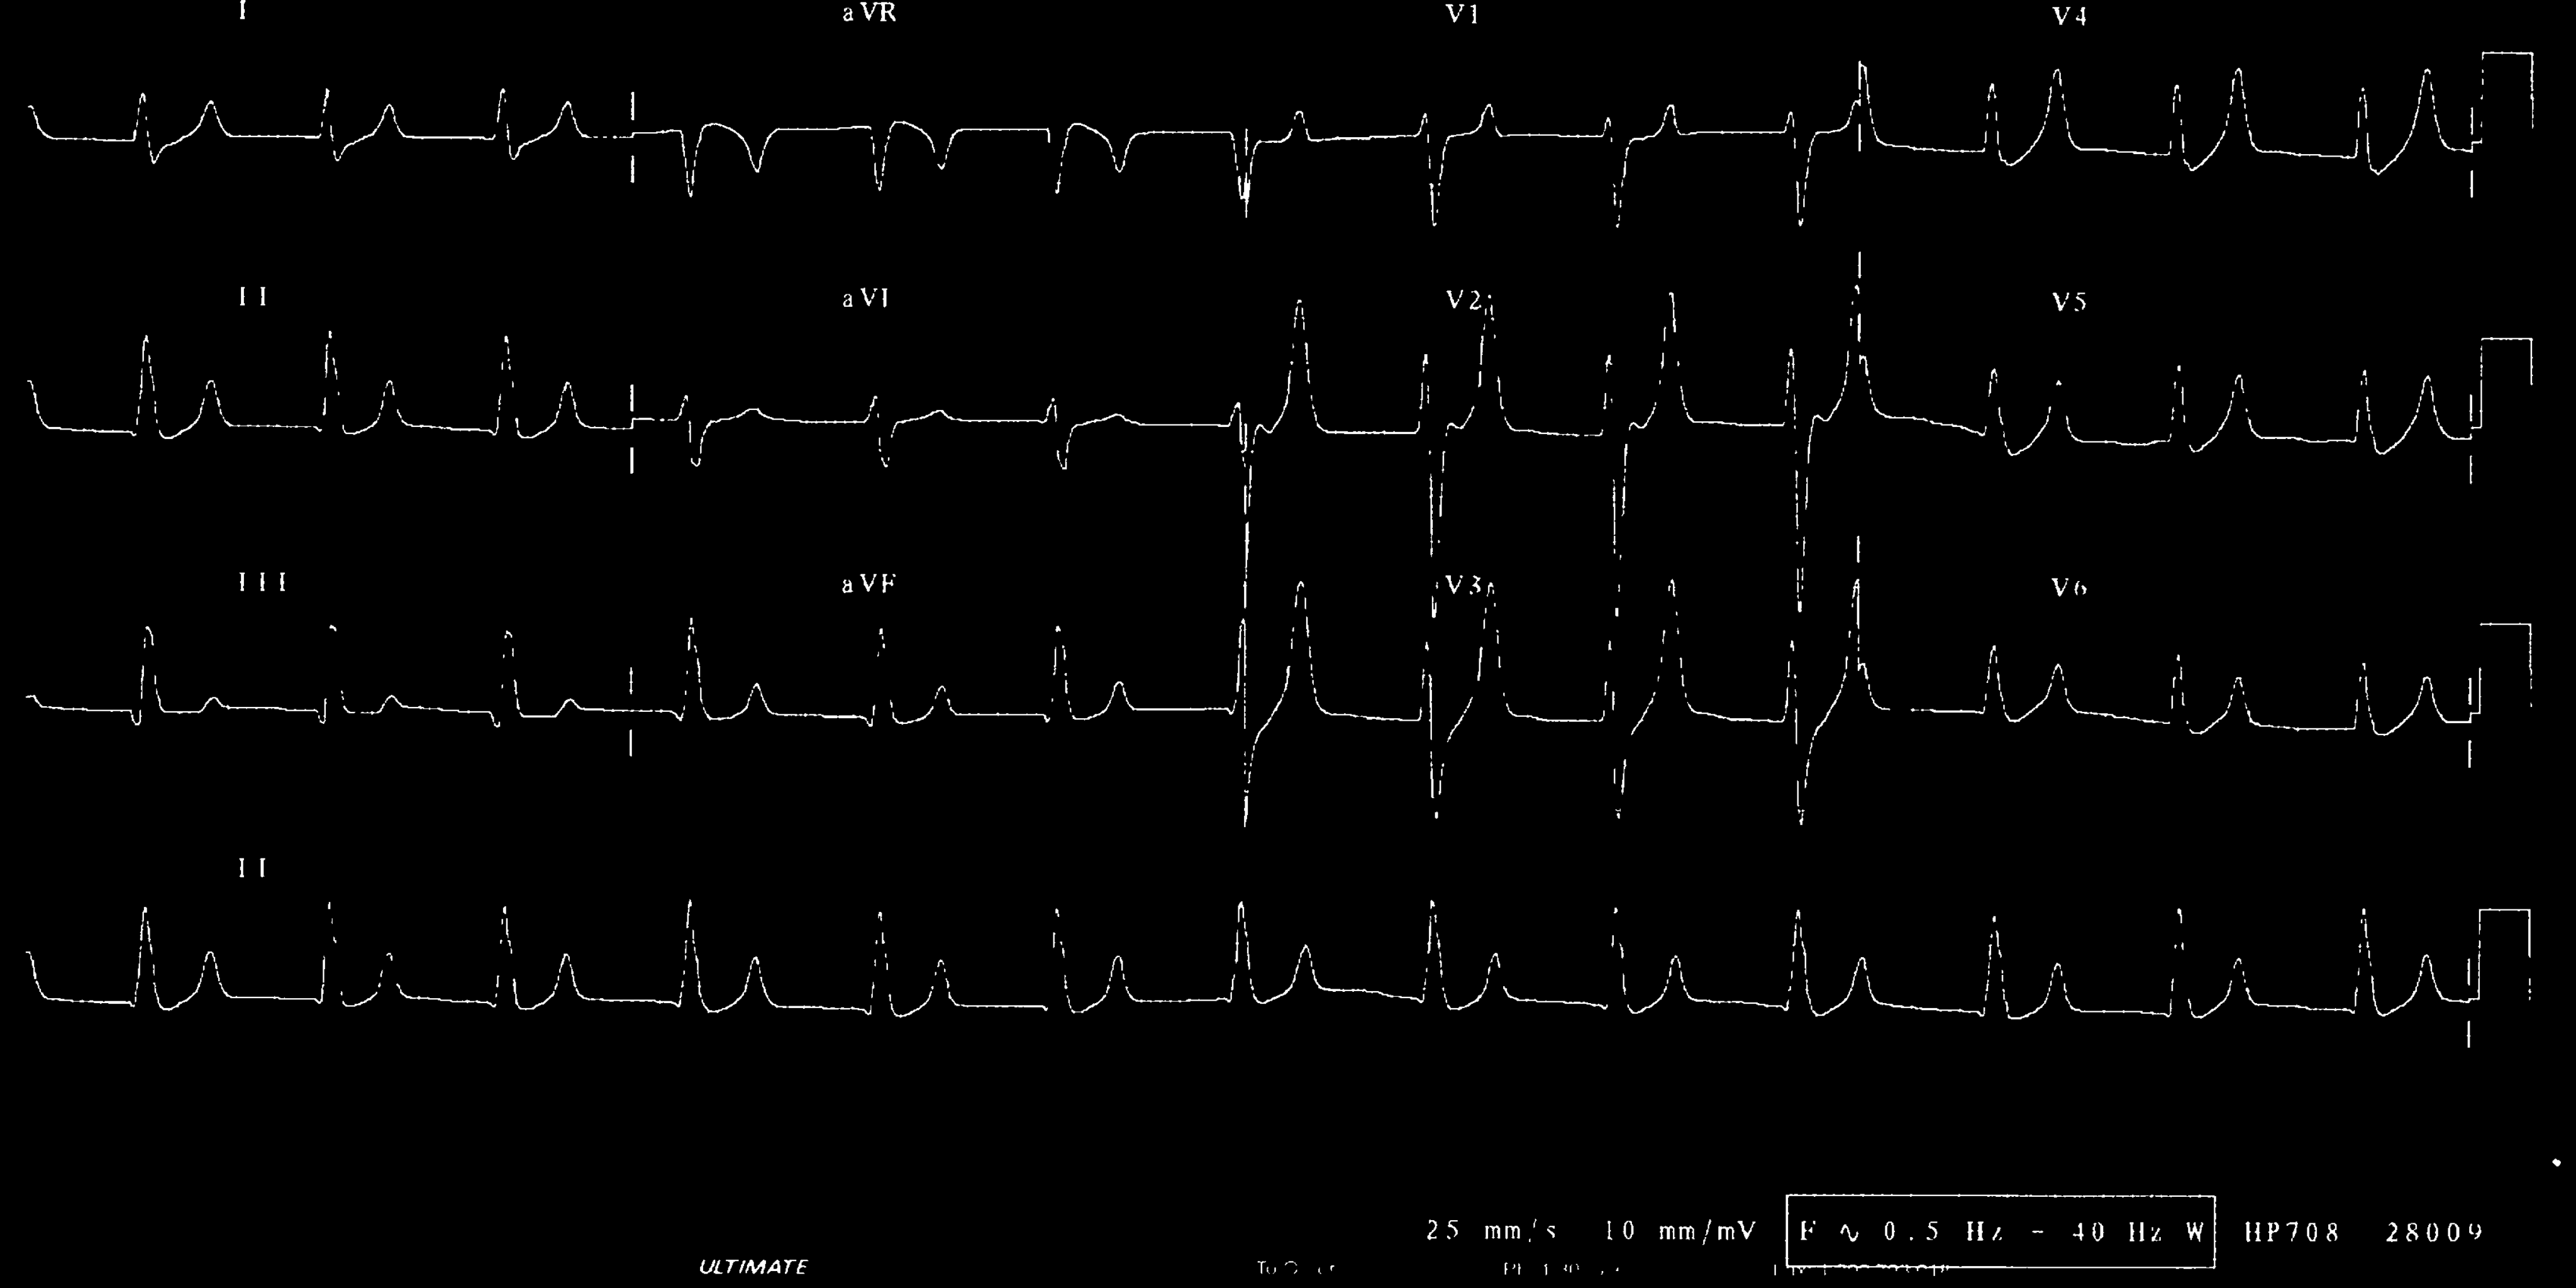 I aVR V1 V4
II aVL V2 V5
III aVF V3 V6
II
25 mm/s 10 mm/mV F ∿ 0.5 Hz - 40 Hz W HP708 28009
ULTIMATE